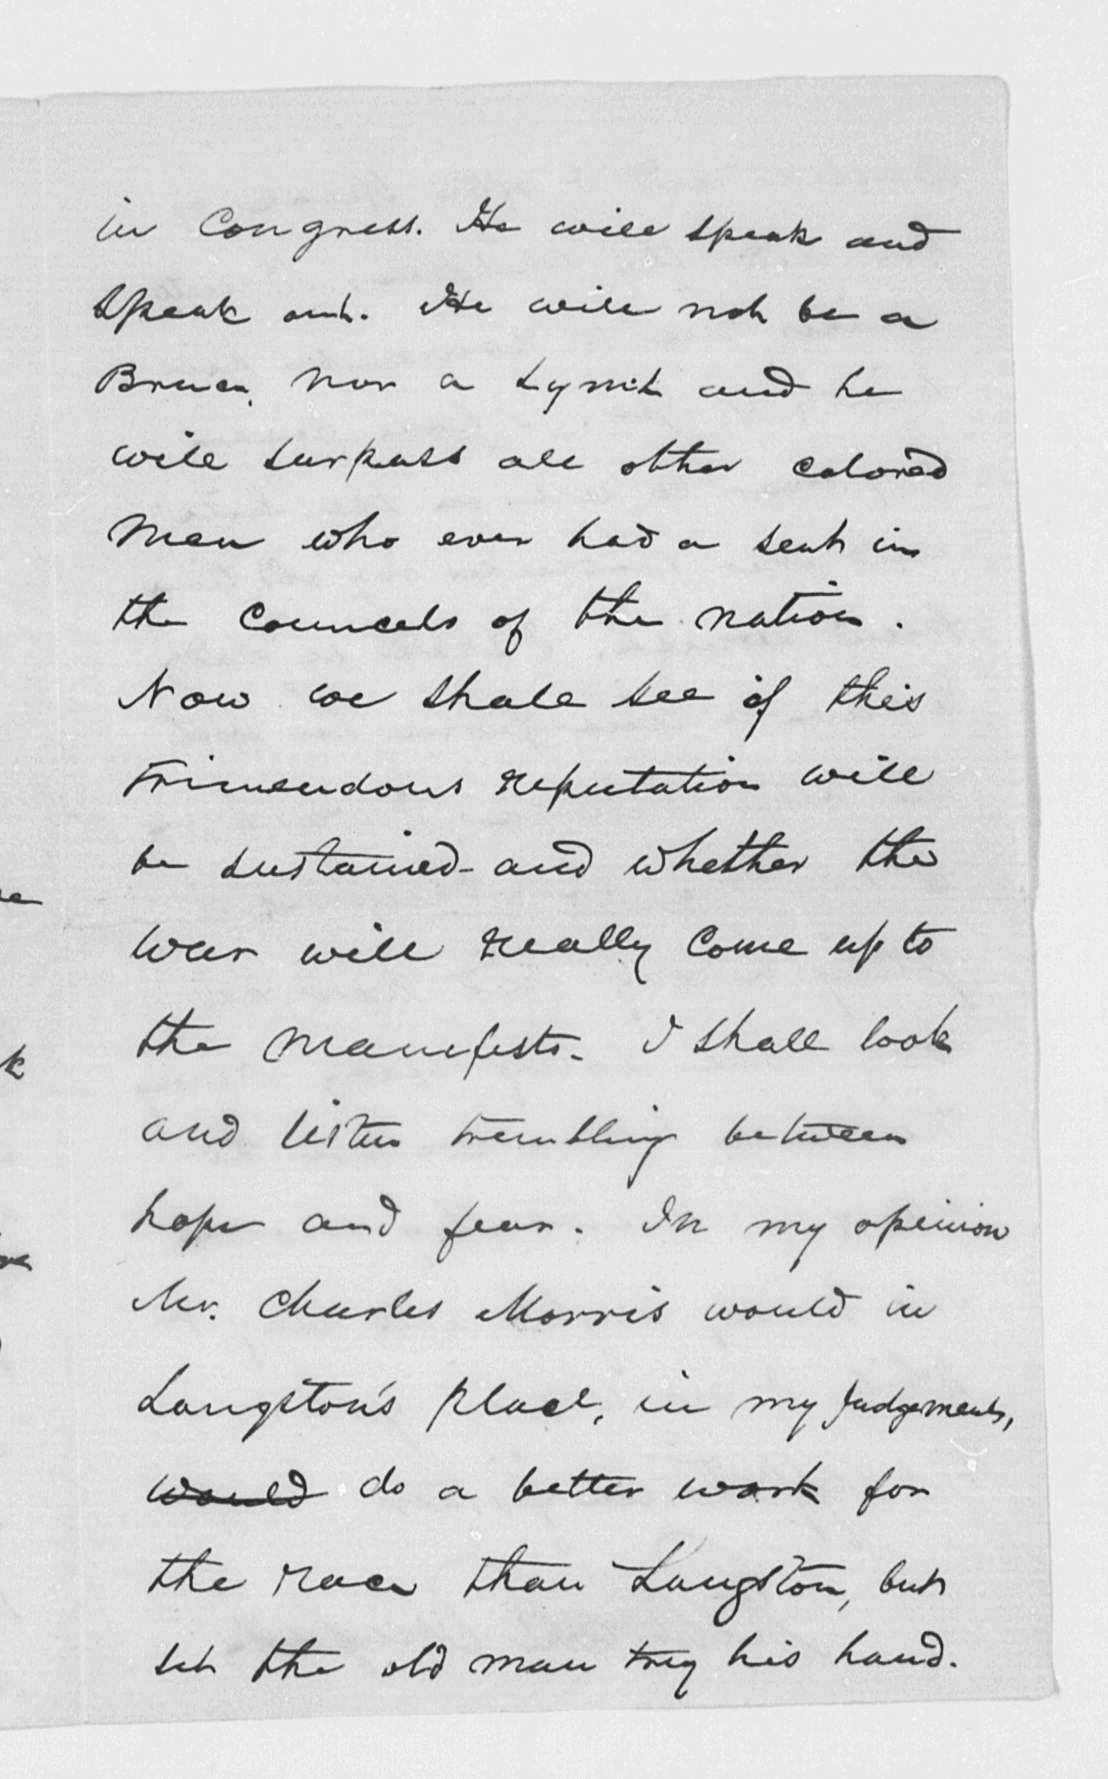 in Congress. He will speak and
speak out. He will not be a
Bruce, nor a Lynch and he
will surpass all other colored
men who ever had a seat in
the councels of the nation.
Now we shall see if this
trimendous reputation will
be sustained - and whether the
war will really come up to
the manifesto. I shall look
and listen trembling between
hope and fear. In my opinion
Mr. Charles Morris would in
Langston's place, in my judgement,
would do a better work for
the race than Langston, but
let the old man try his hand.